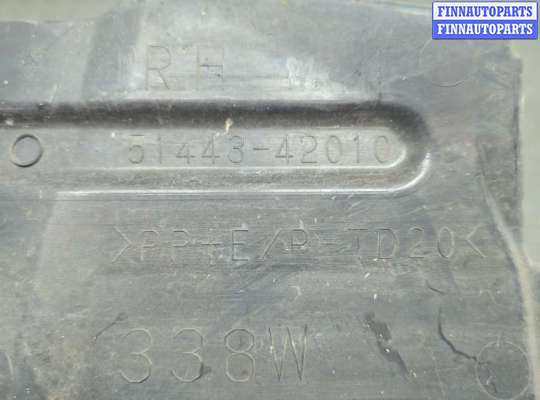 FINNAUTOPARTS
FINNAUTOPARTS
RH
51443-42010
>PP+E/P-TD20<
338W